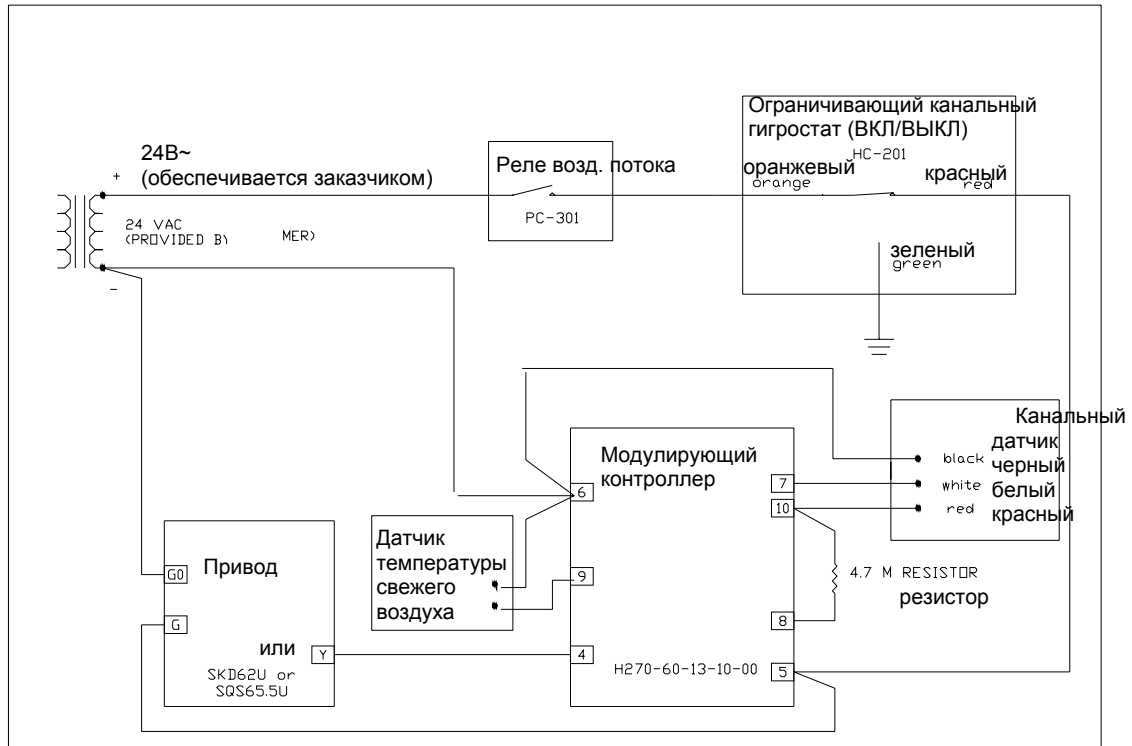 Ограничивающий канальный
гигростат (ВКЛ/ВЫКЛ)
HC-201
24В~
(обеспечивается заказчиком)
+
Реле возд. потока
оранжевый
orange
красный
red
PC-301
24 VAC
(PROVIDED BY
MER)
зеленый
green
-
Канальный
датчик
black черный
white белый
red красный
Модулирующий
контроллер
6
7
10
Датчик
температуры
свежего
воздуха
9
4.7 M RESISTOR
резистор
8
Привод
G0
G
или
Y
SKD62U or
SQS65.5U
4
H270-60-13-10-00
5